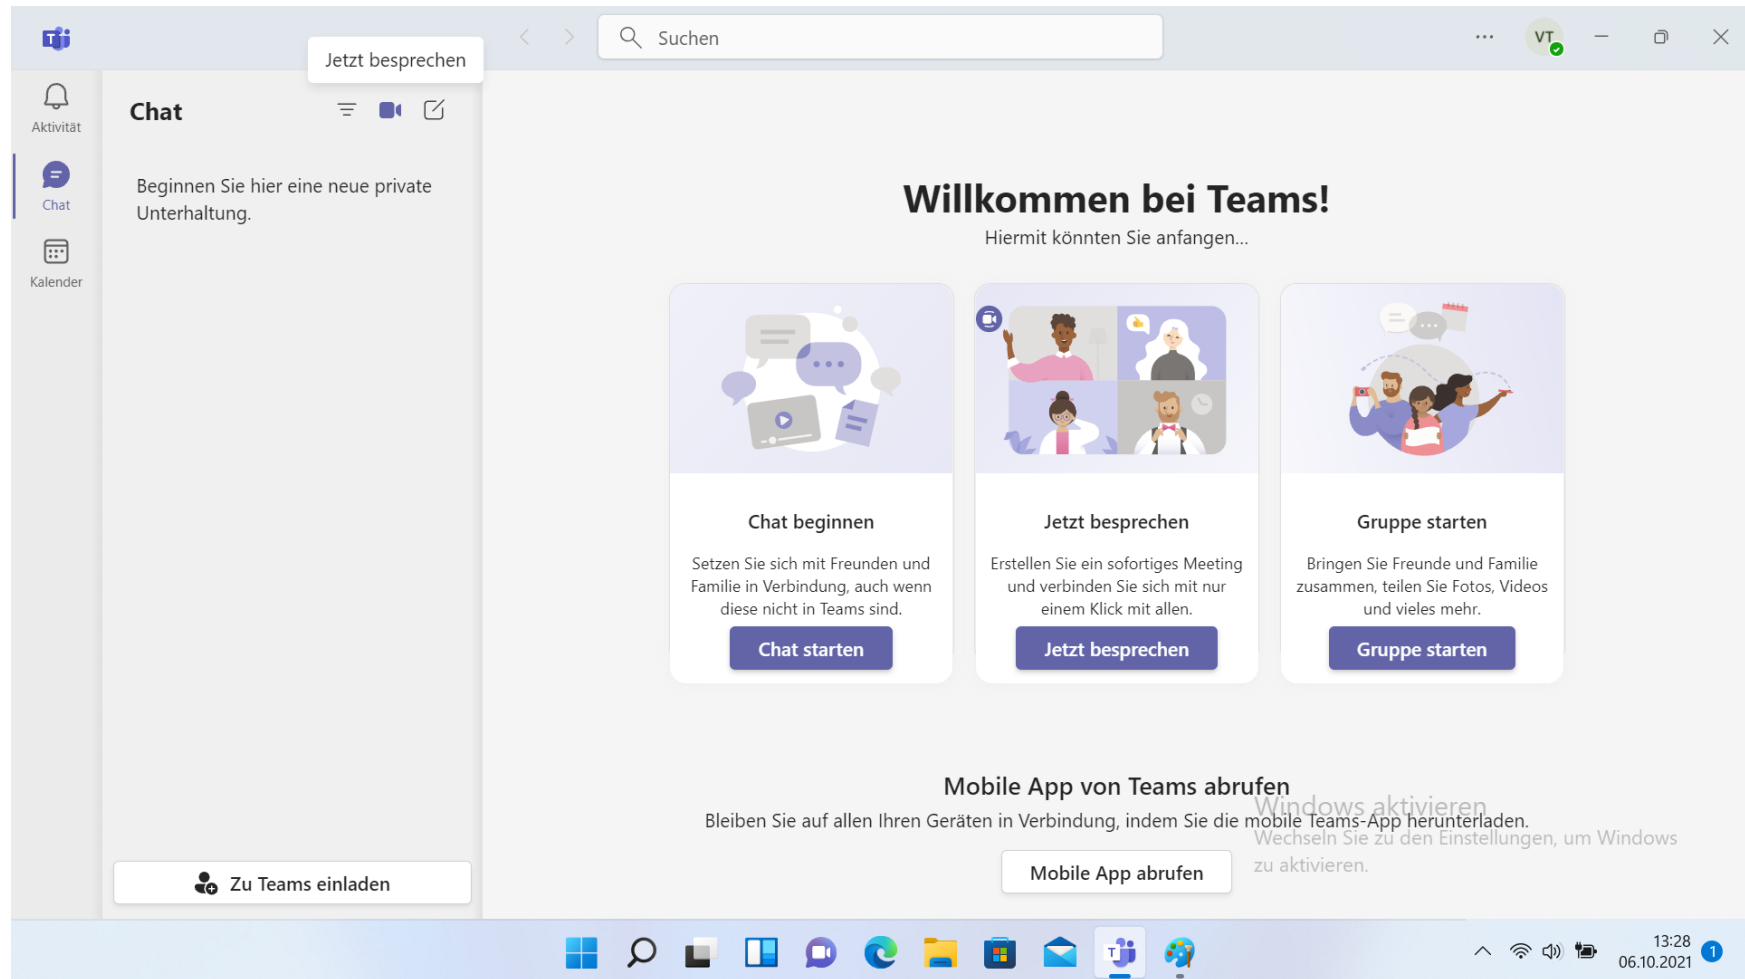 Suchen
VT
Jetzt besprechen
Aktivität
Chat
Kalender
Chat
Beginnen Sie hier eine neue private
Unterhaltung.
Zu Teams einladen
Willkommen bei Teams!
Hiermit könnten Sie anfangen...
Chat beginnen
Setzen Sie sich mit Freunden und
Familie in Verbindung, auch wenn
diese nicht in Teams sind.
Chat starten
Jetzt besprechen
Erstellen Sie ein sofortiges Meeting
und verbinden Sie sich mit nur
einem Klick mit allen.
Jetzt besprechen
Gruppe starten
Bringen Sie Freunde und Familie
zusammen, teilen Sie Fotos, Videos
und vieles mehr.
Gruppe starten
Mobile App von Teams abrufen
Bleiben Sie auf allen Ihren Geräten in Verbindung, indem Sie die mobile Teams-App herunterladen.
Mobile App abrufen
Windows aktivieren
Wechseln Sie zu den Einstellungen, um Windows
zu aktivieren.
13:28
06.10.2021
1